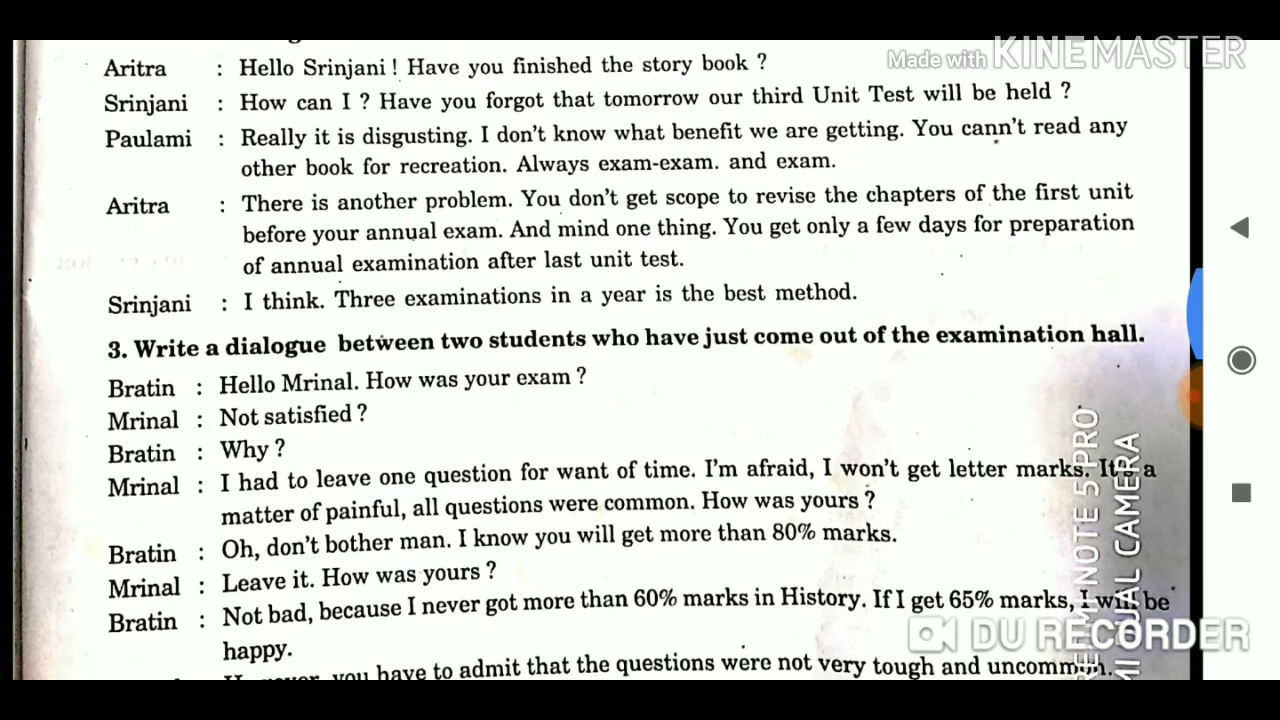 Made with KINEMASTER
Aritra : Hello Srinjani ! Have you finished the story book ?
Srinjani : How can I ? Have you forgot that tomorrow our third Unit Test will be held ?
Paulami : Really it is disgusting. I don't know what benefit we are getting. You cann't read any
other book for recreation. Always exam-exam. and exam.
Aritra : There is another problem. You don't get scope to revise the chapters of the first unit
before your annual exam. And mind one thing. You get only a few days for preparation
of annual examination after last unit test.
Srinjani : I think. Three examinations in a year is the best method.
3. Write a dialogue between two students who have just come out of the examination hall.
Bratin : Hello Mrinal. How was your exam ?
Mrinal : Not satisfied ?
Bratin : Why ?
Mrinal : I had to leave one question for want of time. I'm afraid, I won't get letter marks. It's a
matter of painful, all questions were common. How was yours ?
Bratin : Oh, don't bother man. I know you will get more than 80% marks.
Mrinal : Leave it. How was yours ?
Bratin : Not bad, because I never got more than 60% marks in History. If I get 65% marks, I will be
happy.
you have to admit that the questions were not very tough and uncommon.
REDMI NOTE 5 PRO
MI DUAL CAMERA
DU RECORDER